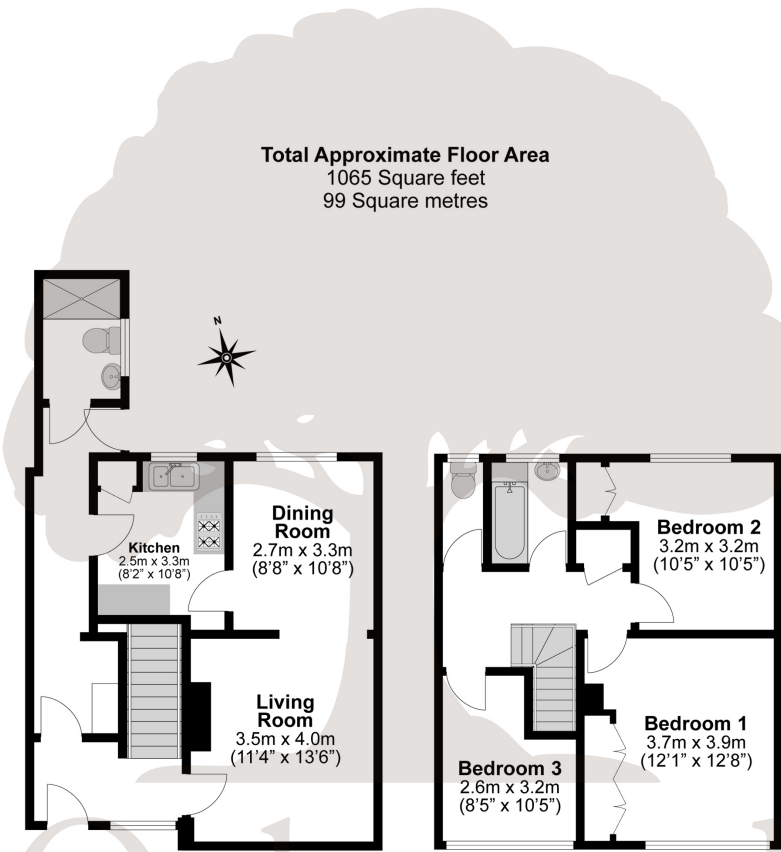 Total Approximate Floor Area
1065 Square feet
99 Square metres
N
Kitchen
2.5m x 3.3m
(8'2” x 10'8”)
Dining
Room
2.7m x 3.3m
(8'8” x 10'8”)
Living
Room
3.5m x 4.0m
(11'4” x 13'6”)
Bedroom 2
3.2m x 3.2m
(10'5” x 10'5”)
Bedroom 1
3.7m x 3.9m
(12'1” x 12'8”)
Bedroom 3
2.6m x 3.2m
(8'5” x 10'5”)